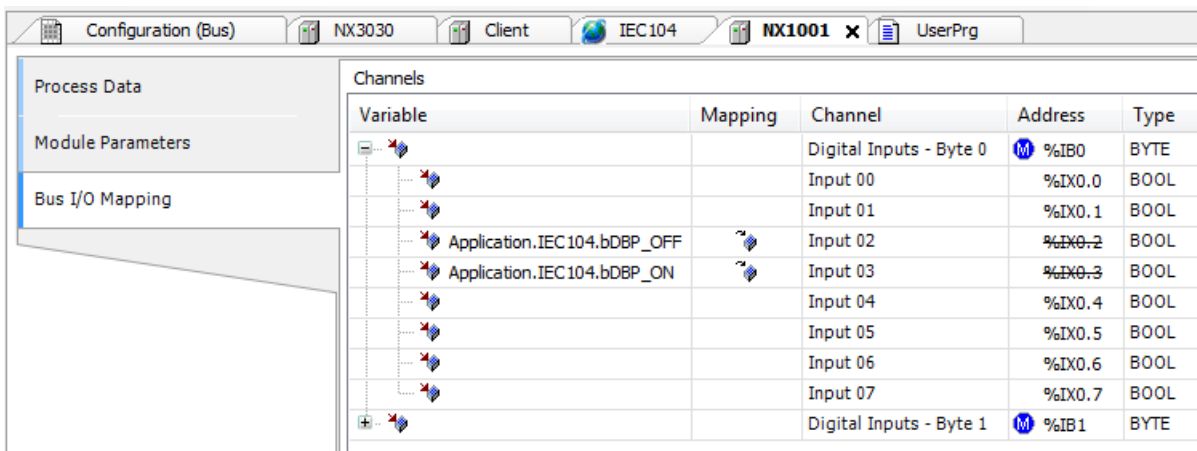 Configuration (Bus) NX3030 Client IEC104 NX1001 UserPrg
Process Data
Module Parameters
Bus I/O Mapping
Channels
Variable Mapping Channel Address Type
Digital Inputs - Byte 0 M %IB0 BYTE
Input 00 %IX0.0 BOOL
Input 01 %IX0.1 BOOL
Application.IEC104.bDBP_OFF Input 02 %IX0.2 BOOL
Application.IEC104.bDBP_ON Input 03 %IX0.3 BOOL
Input 04 %IX0.4 BOOL
Input 05 %IX0.5 BOOL
Input 06 %IX0.6 BOOL
Input 07 %IX0.7 BOOL
Digital Inputs - Byte 1 M %IB1 BYTE